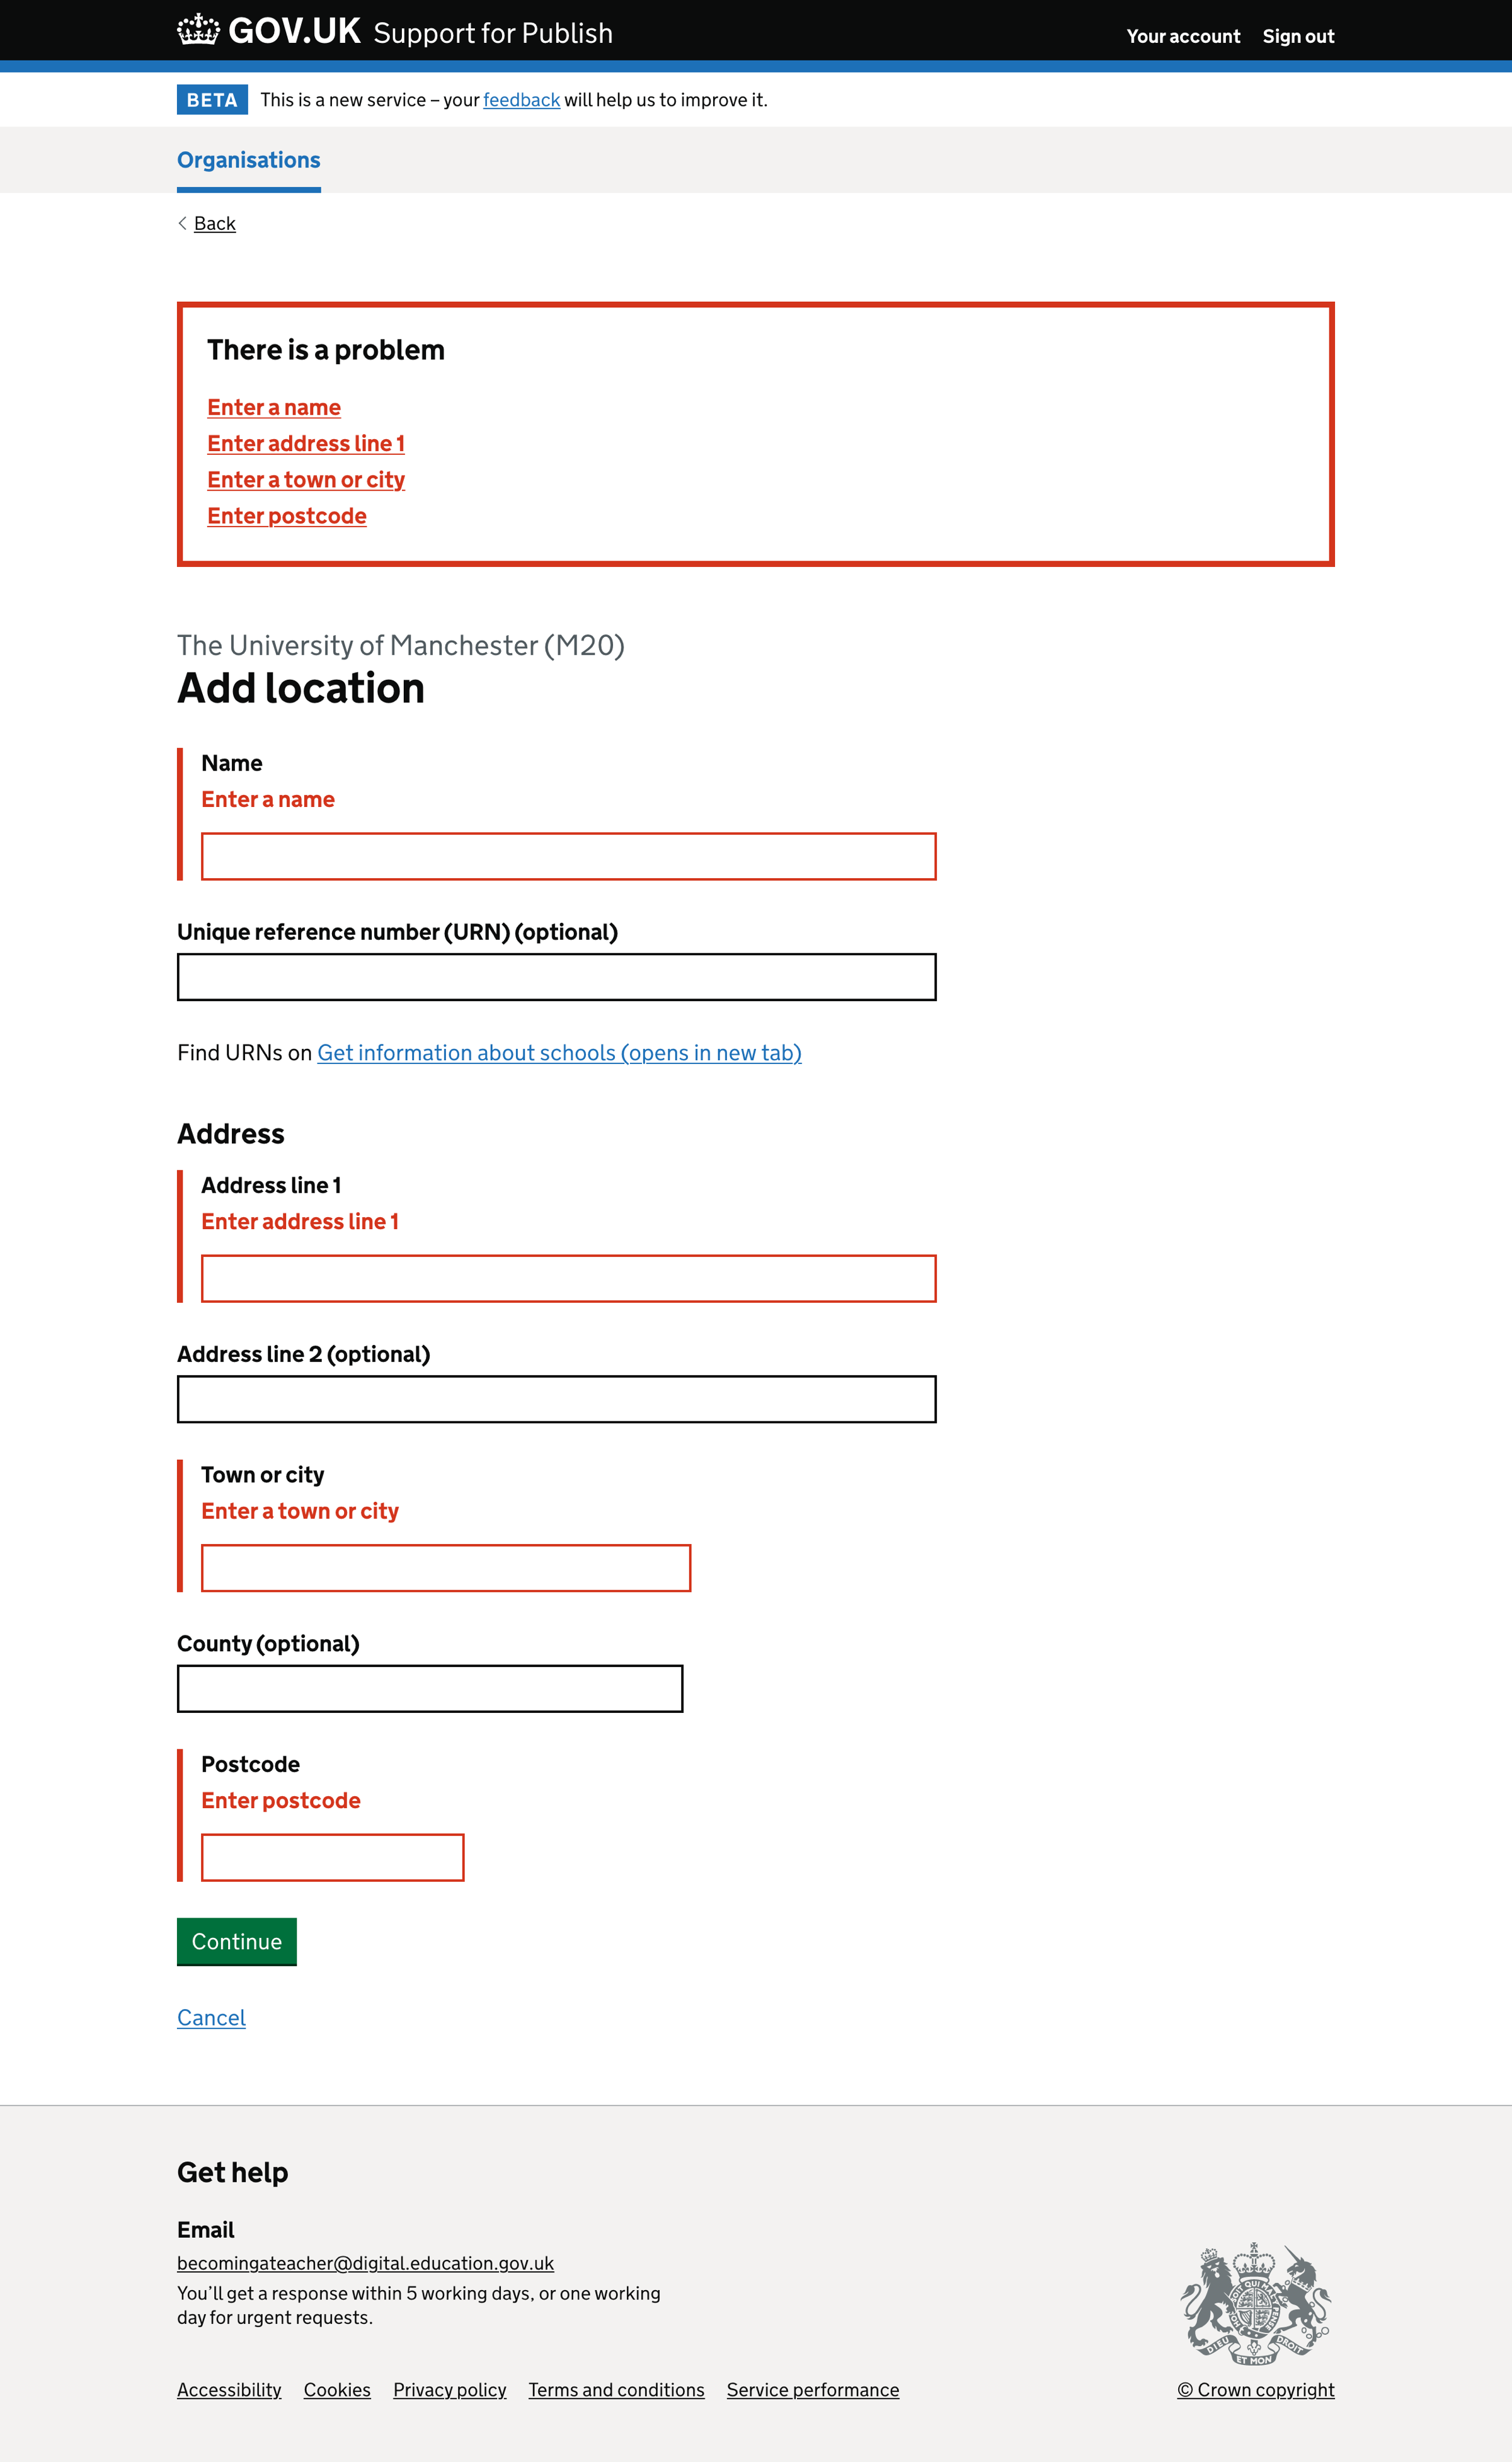 GOV.UK Support for Publish
Your account Sign out
BETA This is a new service – your feedback will help us to improve it.
Organisations
Back
There is a problem
Enter a name
Enter address line 1
Enter a town or city
Enter postcode
The University of Manchester (M20)
Add location
Name
Enter a name
Unique reference number (URN) (optional)
Find URNs on Get information about schools (opens in new tab)
Address
Address line 1
Enter address line 1
Address line 2 (optional)
Town or city
Enter a town or city
County (optional)
Postcode
Enter postcode
Continue
Cancel
Get help
Email
becomingateacher@digital.education.gov.uk
You’ll get a response within 5 working days, or one working
day for urgent requests.
DIEU ET MON DROIT
Accessibility Cookies Privacy policy Terms and conditions Service performance
© Crown copyright